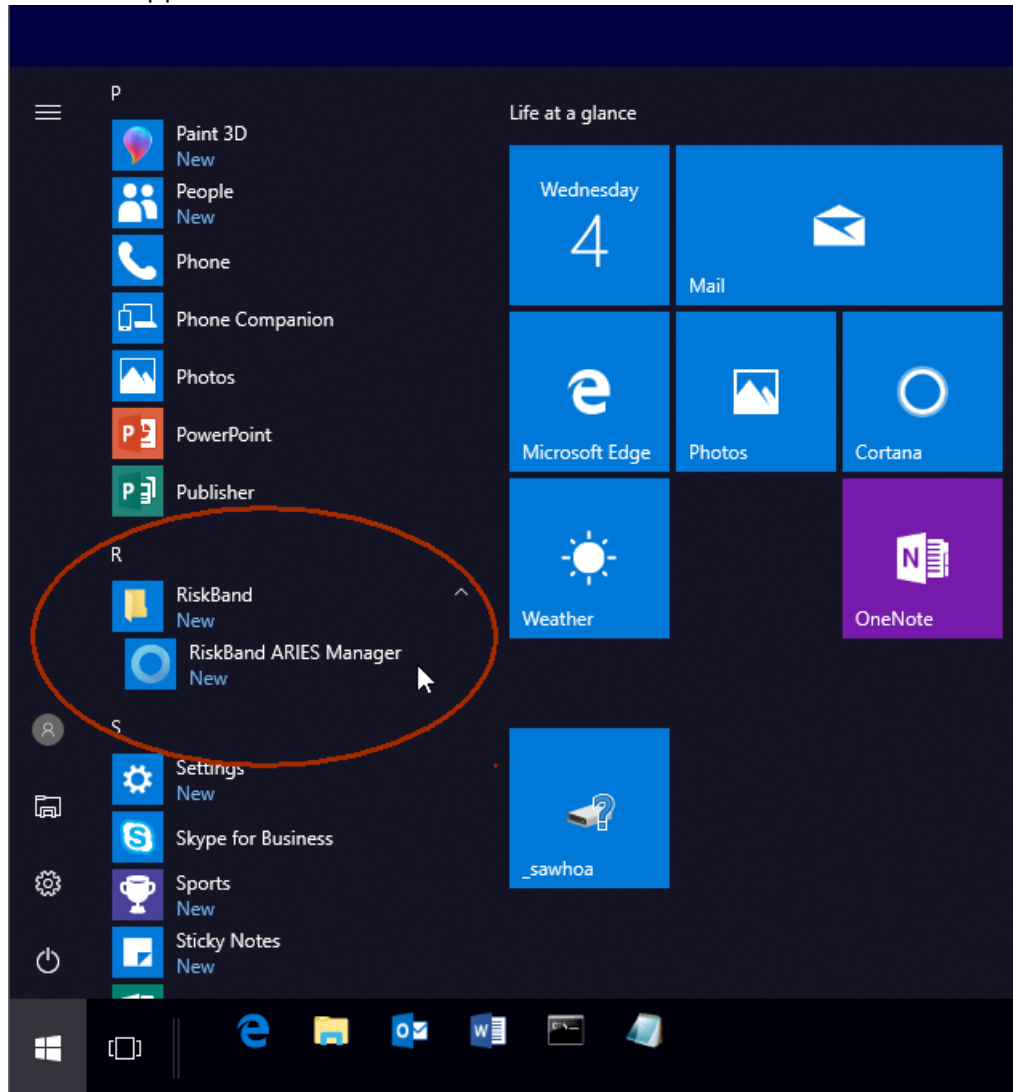 P
Paint 3D
New
People
New
Phone
Phone Companion
Photos
PowerPoint
Publisher
R
RiskBand
New
RiskBand ARIES Manager
New
S
Settings
New
Skype for Business
Sports
New
Sticky Notes
New
Life at a glance
Wednesday
4
Mail
Microsoft Edge
Photos
Cortana
Weather
OneNote
_sawhoa